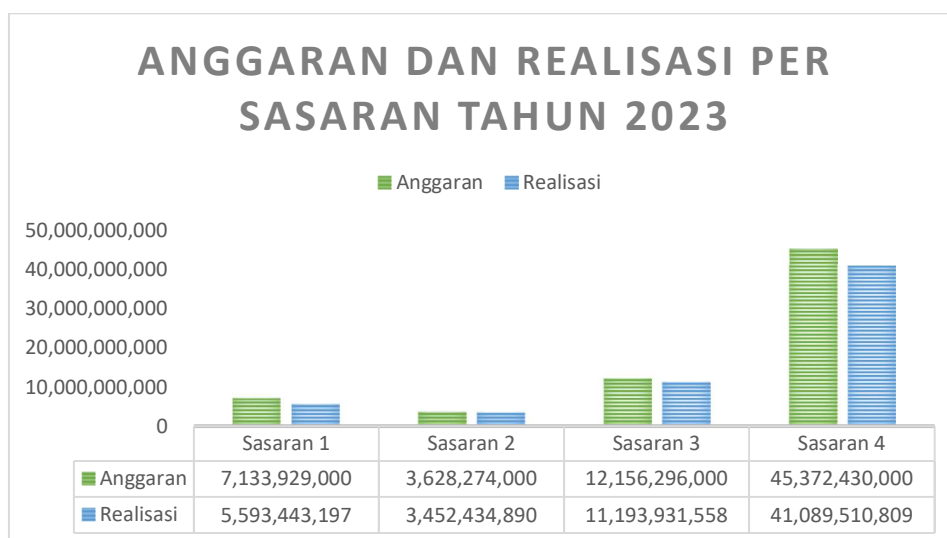 ANGGARAN DAN REALISASI PER
SASARAN TAHUN 2023
Anggaran Realisasi
50,000,000,000
40,000,000,000
30,000,000,000
20,000,000,000
10,000,000,000
0
Sasaran 1 Sasaran 2 Sasaran 3 Sasaran 4
Anggaran 7,133,929,000 3,628,274,000 12,156,296,000 45,372,430,000
Realisasi 5,593,443,197 3,452,434,890 11,193,931,558 41,089,510,809